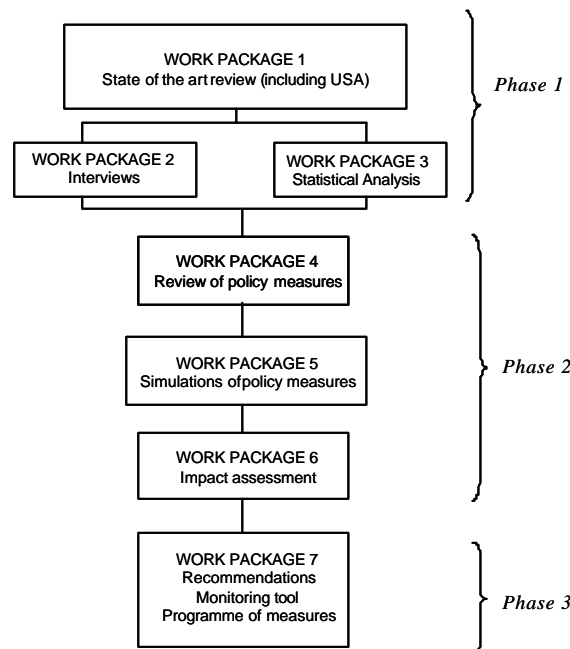 WORK PACKAGE 1
State of the art review (including USA)
Phase 1
WORK PACKAGE 2
Interviews
WORK PACKAGE 3
Statistical Analysis
WORK PACKAGE 4
Review of policy measures
WORK PACKAGE 5
Simulations of policy measures
Phase 2
WORK PACKAGE 6
Impact assessment
WORK PACKAGE 7
Recommendations
Monitoring tool
Programme of measures
Phase 3